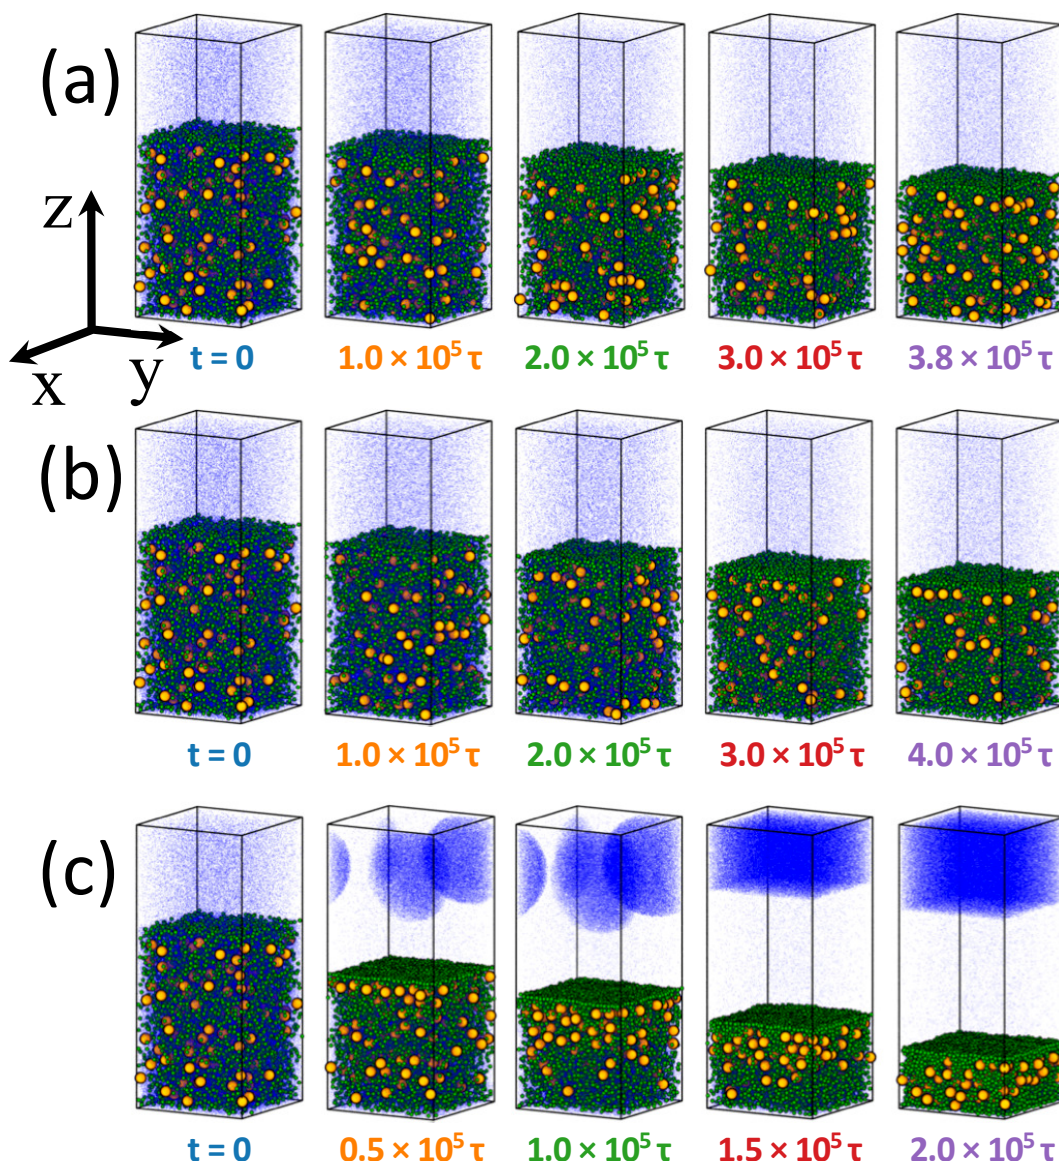 (a)
z
x
y
t = 0 1.0 × 10⁵ τ 2.0 × 10⁵ τ 3.0 × 10⁵ τ 3.8 × 10⁵ τ
(b)
t = 0 1.0 × 10⁵ τ 2.0 × 10⁵ τ 3.0 × 10⁵ τ 4.0 × 10⁵ τ
(c)
t = 0 0.5 × 10⁵ τ 1.0 × 10⁵ τ 1.5 × 10⁵ τ 2.0 × 10⁵ τ